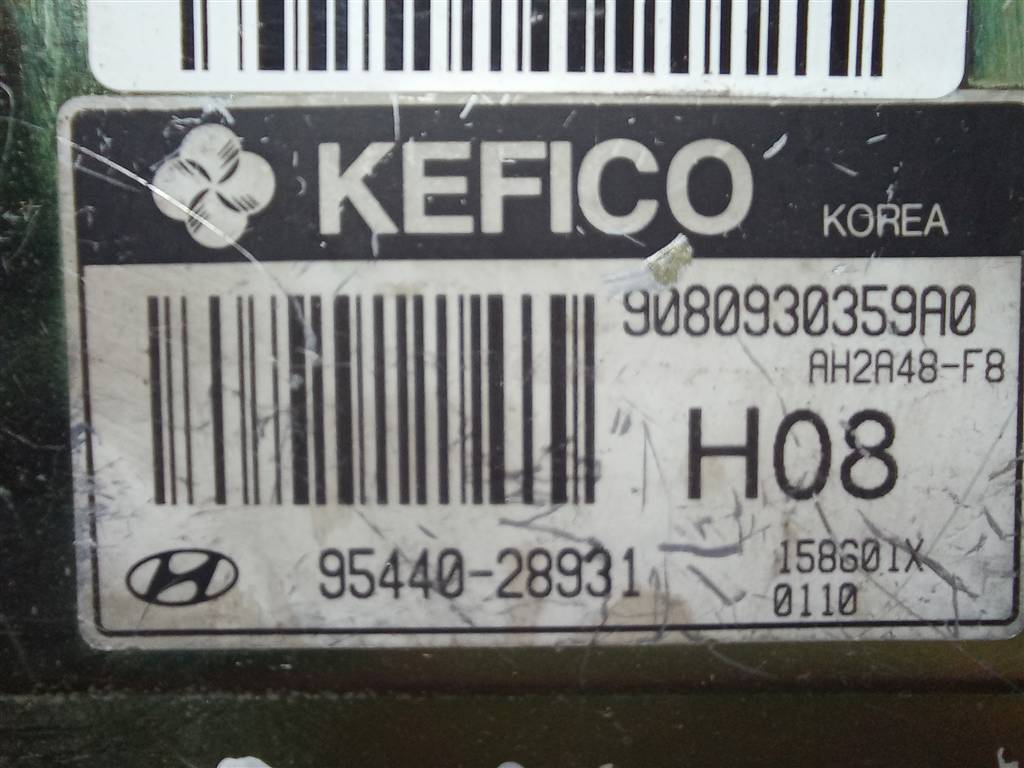 KEFICO
KOREA
9080930359A0
AH2A48-F8
H08
95440-28931
158601X
0110